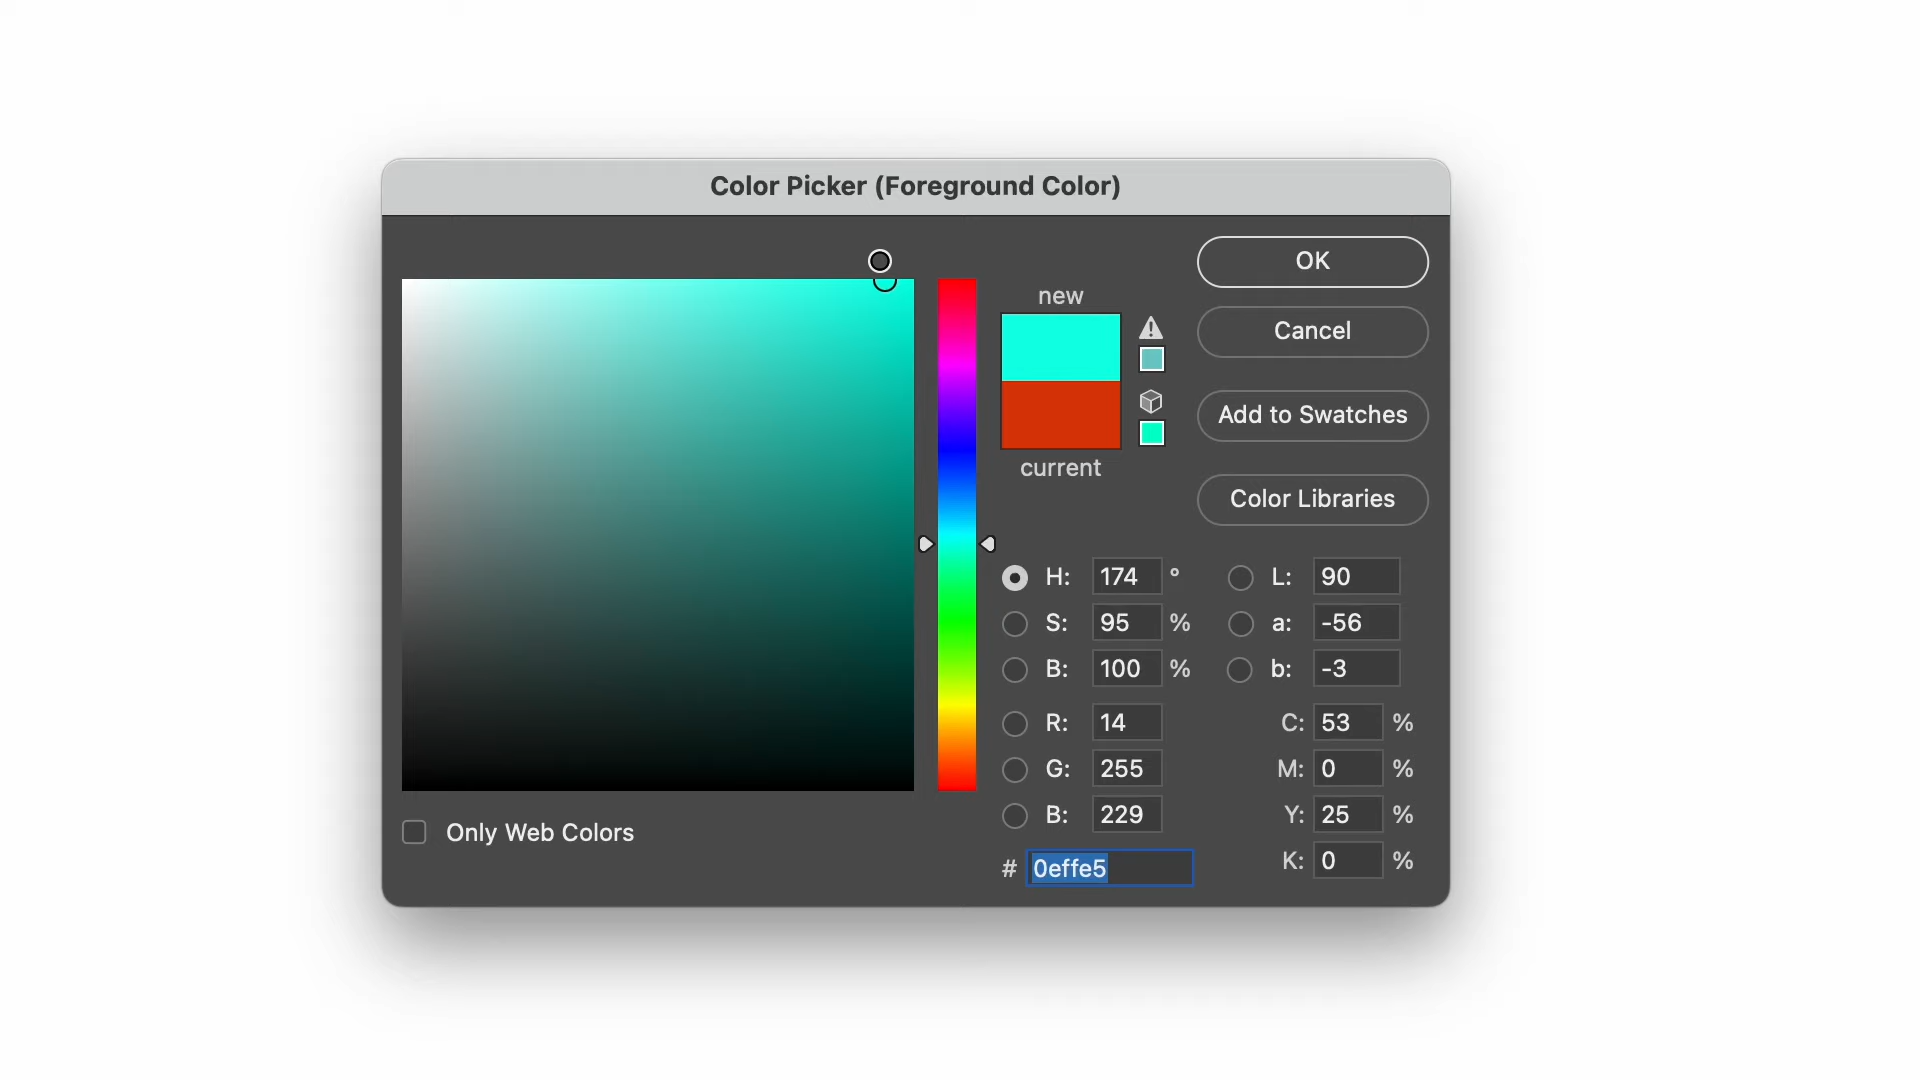 Color Picker (Foreground Color)
new
current
OK
Cancel
Add to Swatches
Color Libraries
H: 174 °
S: 95 %
B: 100 %
R: 14
G: 255
B: 229
# 0effe5
L: 90
a: -56
b: -3
C: 53 %
M: 0 %
Y: 25 %
K: 0 %
Only Web Colors